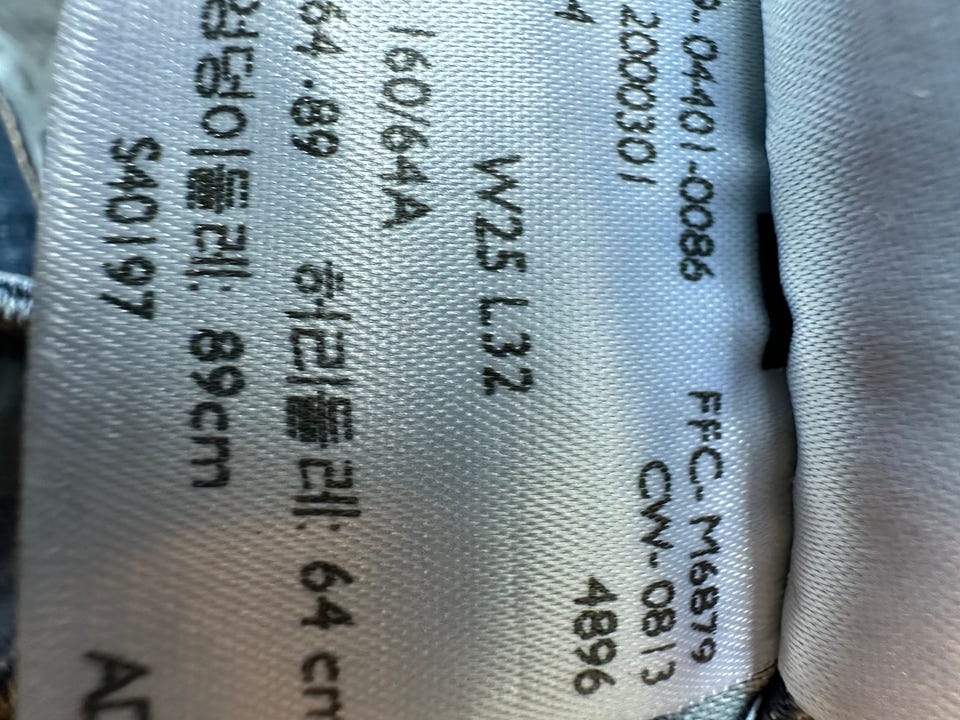 04401-0086 FFC-M6879
2000301 CW-0813
4896
W25 L32
160/64A
64.89 허리둘레: 64 cm
엉덩이둘레: 89cm
S40197